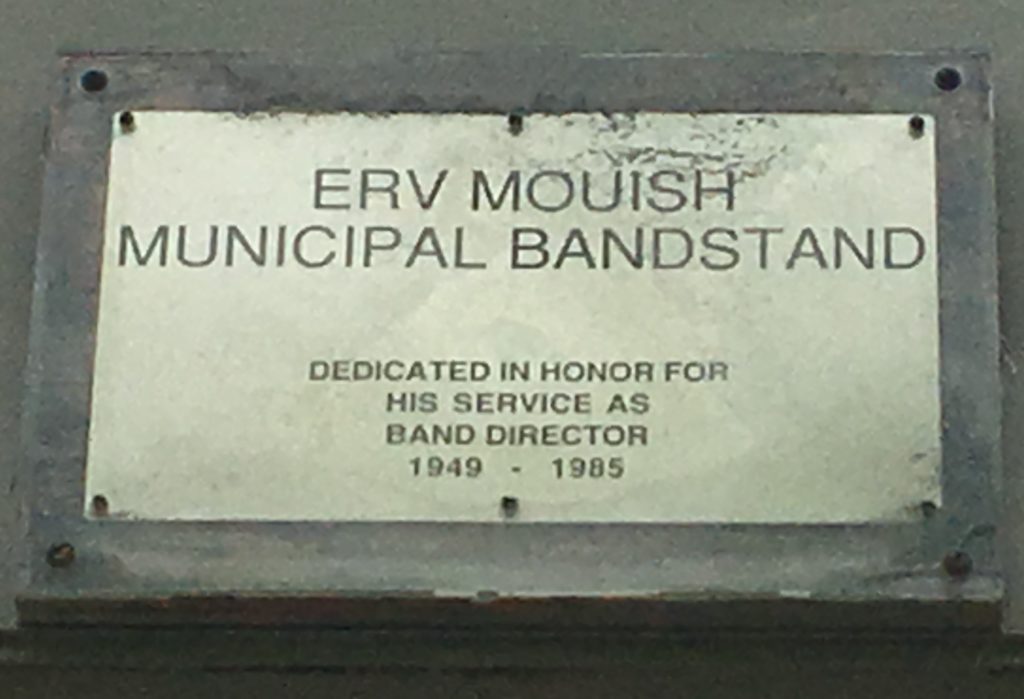 ERV MOUISH
MUNICIPAL BANDSTAND
DEDICATED IN HONOR FOR
HIS SERVICE AS
BAND DIRECTOR
1949 - 1985